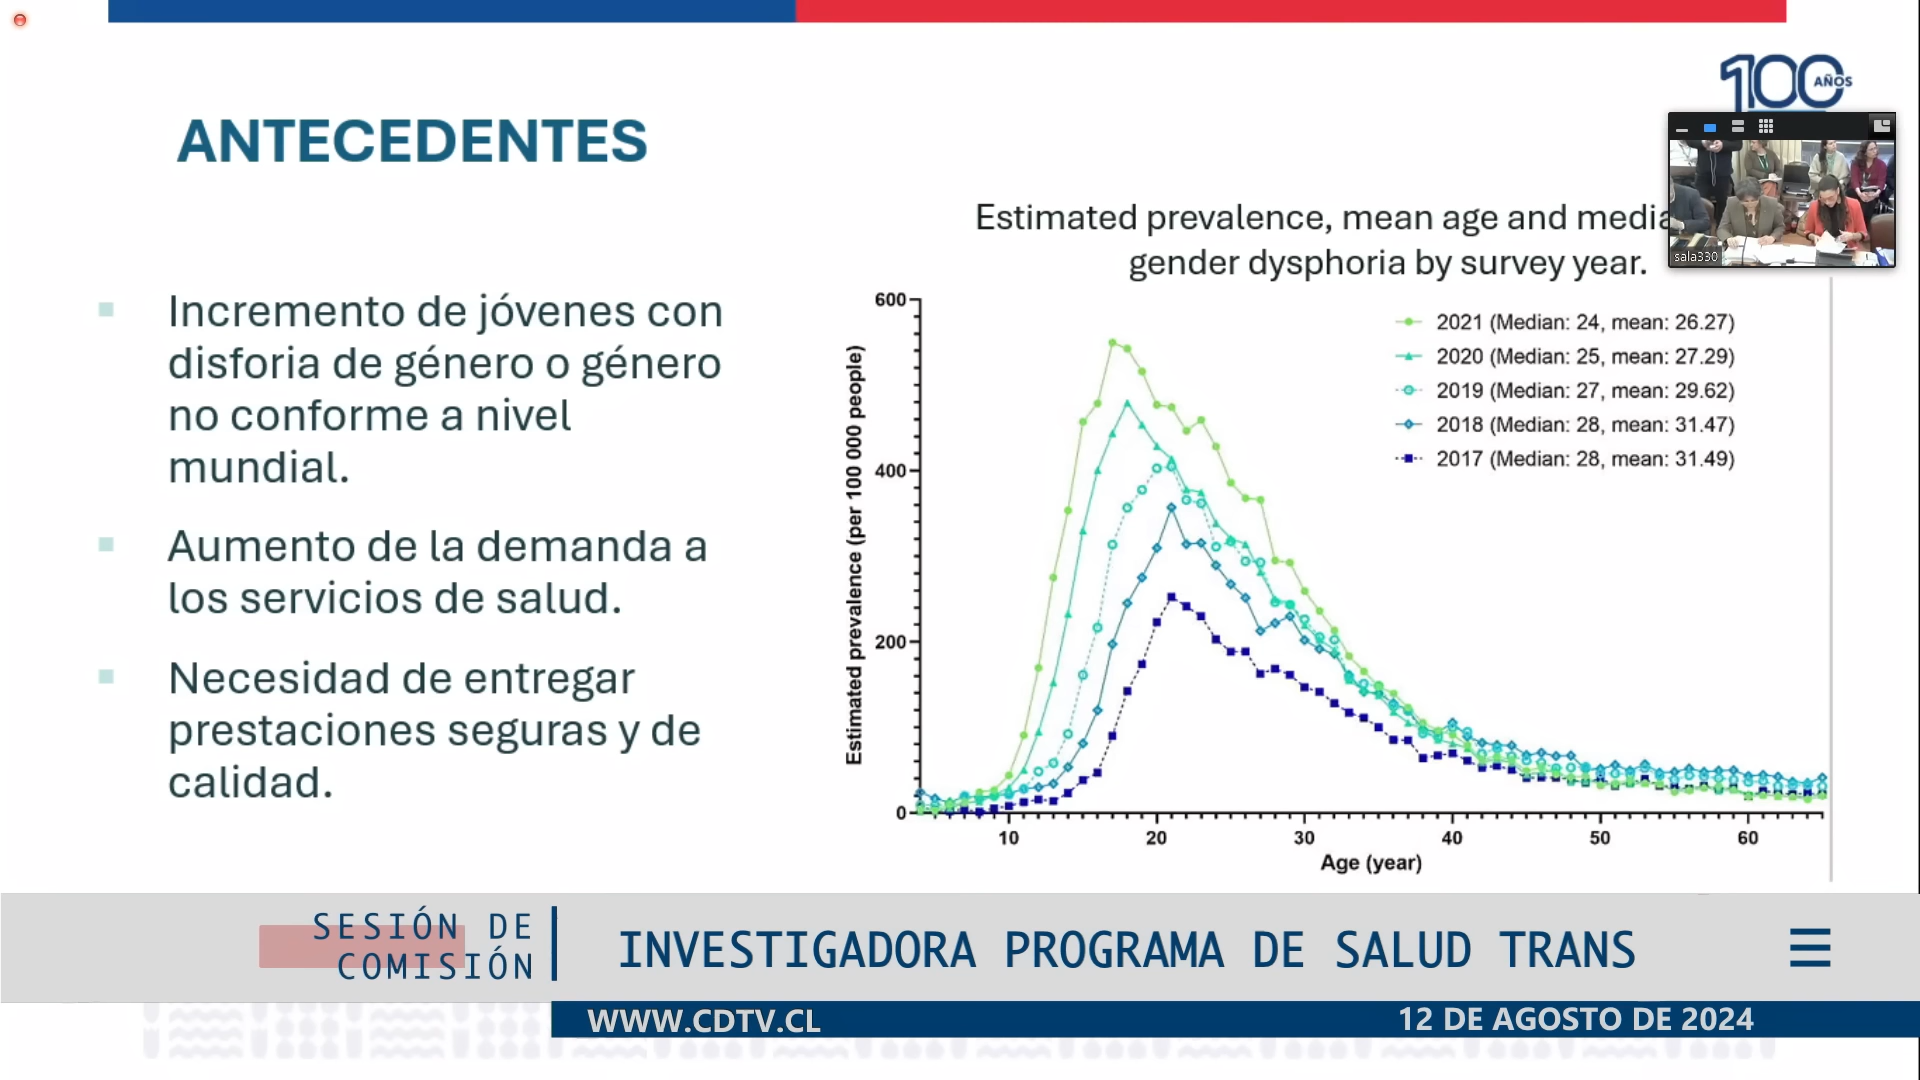 100
AÑOS
ANTECEDENTES
Incremento de jóvenes con
disforia de género o género
no conforme a nivel
mundial.
Aumento de la demanda a
los servicios de salud.
Necesidad de entregar
prestaciones seguras y de
calidad.
sala330
Estimated prevalence, mean age and
gender dysphoria by survey year.
Estimated prevalence (per 100 000 people)
600
400
200
0
2021 (Median: 24, mean: 26.27)
2020 (Median: 25, mean: 27.29)
2019 (Median: 27, mean: 29.62)
2018 (Median: 28, mean: 31.47)
2017 (Median: 28, mean: 31.49)
10 20 30 40 50 60
Age (year)
SESIÓN DE
COMISIÓN
INVESTIGADORA PROGRAMA DE SALUD TRANS
WWW.CDTV.CL
12 DE AGOSTO DE 2024